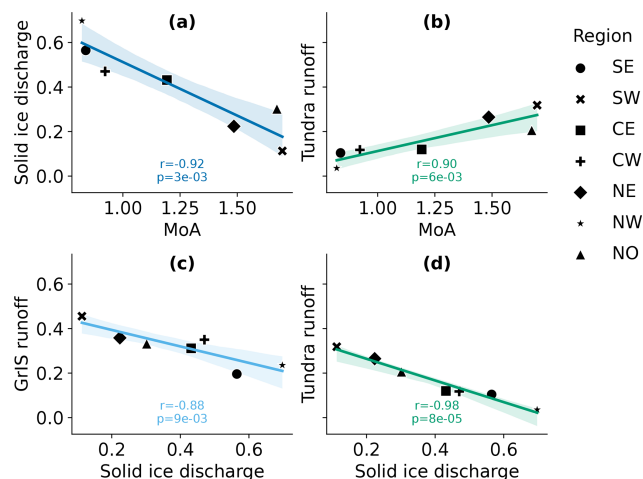 (a)
(b)
Solid ice discharge
0.6
0.4
0.2
0.0
r=-0.92
p=3e-03
1.00
1.25
1.50
MoA
Tundra runoff
r=0.90
p=6e-03
1.00
1.25
1.50
MoA
Region
SE
SW
CE
CW
NE
NW
NO
(c)
(d)
GrIS runoff
0.6
0.4
0.2
0.0
r=-0.88
p=9e-03
0.2
0.4
0.6
Solid ice discharge
Tundra runoff
r=-0.98
p=8e-05
0.2
0.4
0.6
Solid ice discharge